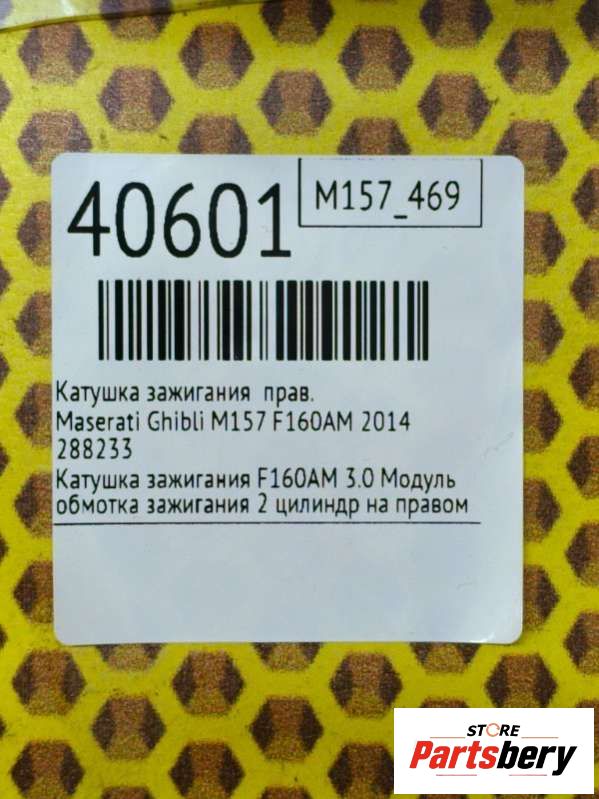 40601
M157_469
Катушка зажигания прав.
Maserati Ghibli M157 F160AM 2014
288233
Катушка зажигания F160AM 3.0 Модуль
обмотка зажигания 2 цилиндр на правом
STORE
Partsbery